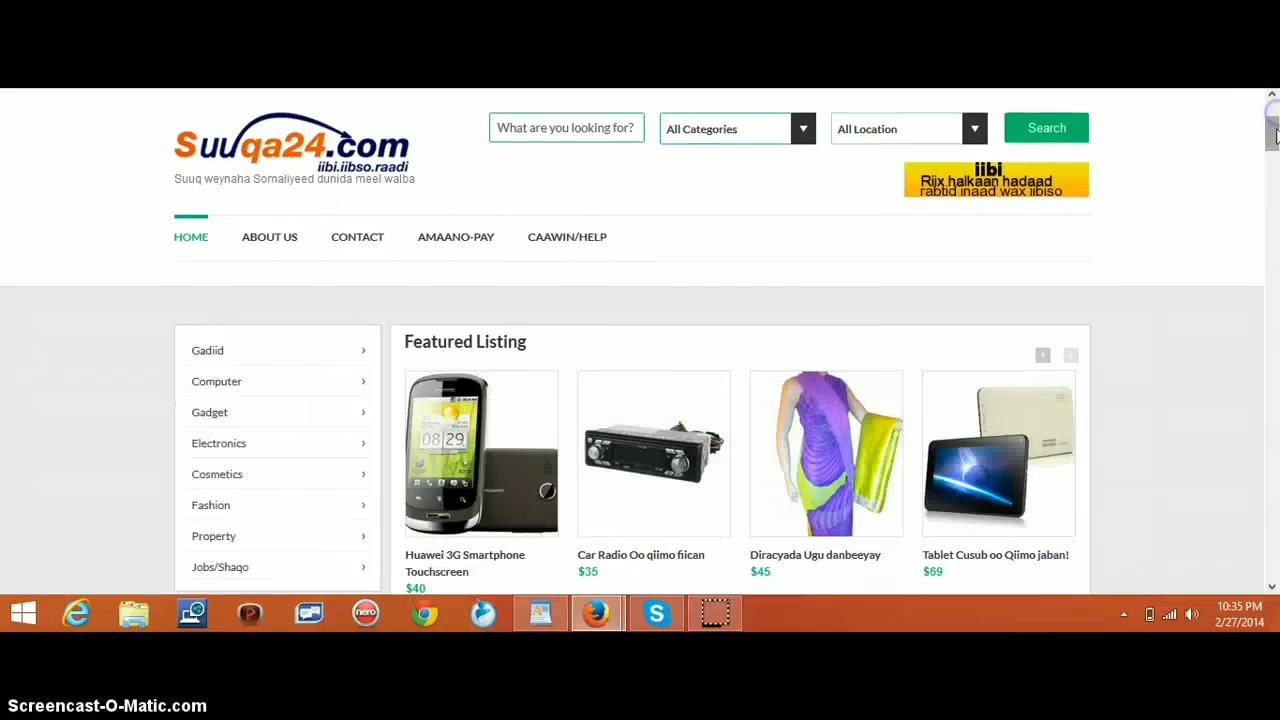 Suuqa24.com
iibi.iibso.raadi
Suuq weynaha Somaliyeed dunida meel walba
What are you looking for?
All Categories
All Location
Search
iibi
Riix halkaan hadaad
rabtid inaad wax iibiso
HOME
ABOUT US
CONTACT
AMAANO-PAY
CAAWIN/HELP
Gadiid
Computer
Gadget
Electronics
Cosmetics
Fashion
Property
Jobs/Shaqo
Featured Listing
08 29
HUAWEI
Huawei 3G Smartphone
Touchscreen
$40
Car Radio Oo qiimo fiican
$35
Diracyada Ugu danbeeyay
$45
Tablet Cusub oo Qiimo jaban!
$69
nero
10:35 PM
2/27/2014
Screencast-O-Matic.com